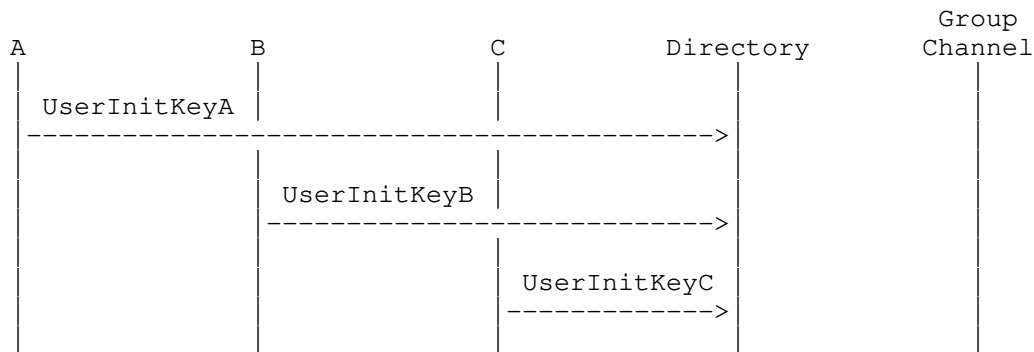 Group
A B C Directory Channel
UserInitKeyA
UserInitKeyB
UserInitKeyC